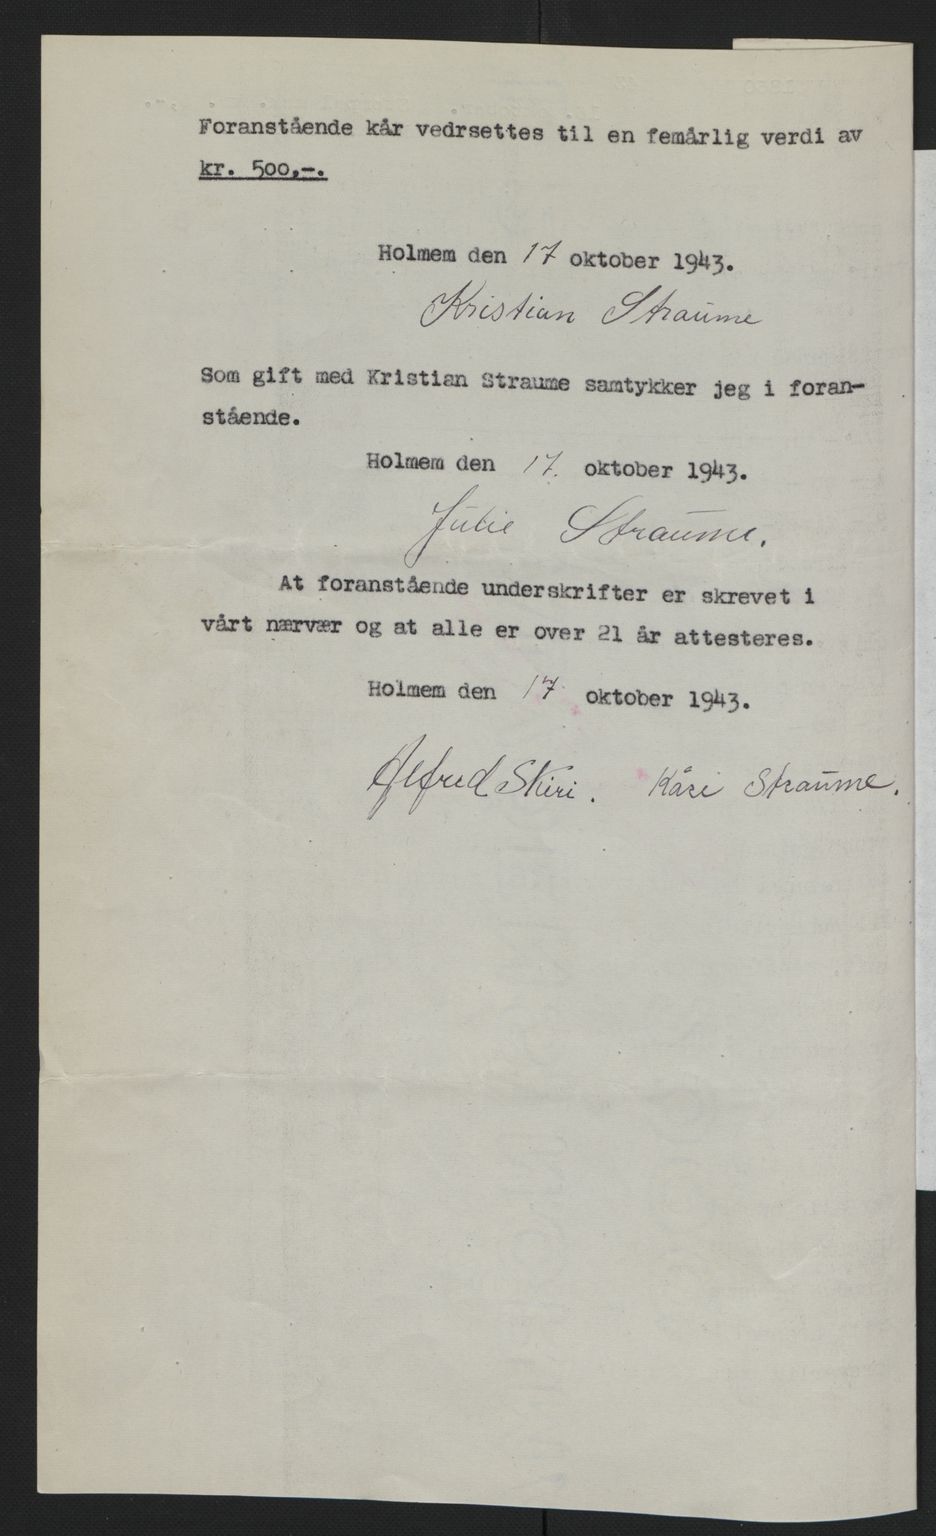 Foranstående kår vedrsettes til en femårlig verdi av
kr. 500,-.
Holmem den 17 oktober 1943.
Kristian Straume
Som gift med Kristian Straume samtykker jeg i foran-
stående.
Holmem den 17. oktober 1943.
Julie Straume.
At foranstående underskrifter er skrevet i
vårt nærvær og at alle er over 21 år attesteres.
Holmem den 17 oktober 1943.
Alfred Skiri. Kåre Straume.